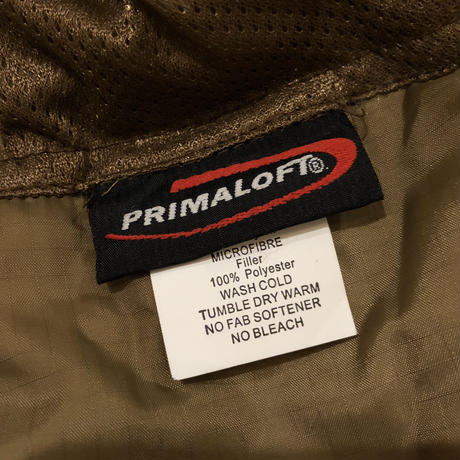 PRIMALOFT®
MICROFIBRE
Filler
100% Polyester
WASH COLD
TUMBLE DRY WARM
NO FAB SOFTENER
NO BLEACH